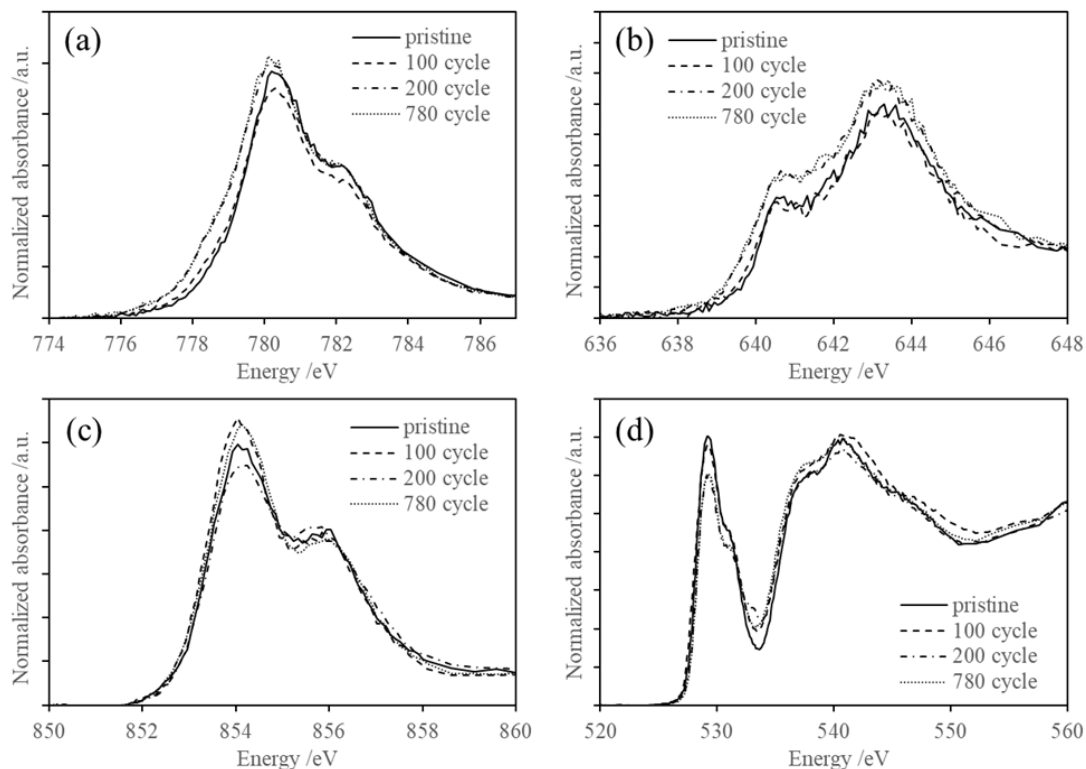 (a)
pristine
100 cycle
200 cycle
780 cycle
Normalized absorbance /a.u.
774 776 778 780 782 784 786
Energy /eV
(b)
pristine
100 cycle
200 cycle
780 cycle
Normalized absorbance /a.u.
636 638 640 642 644 646 648
Energy /eV
(c)
pristine
100 cycle
200 cycle
780 cycle
Normalized absorbance /a.u.
850 852 854 856 858 860
Energy /eV
(d)
pristine
100 cycle
200 cycle
780 cycle
Normalized absorbance /a.u.
520 530 540 550 560
Energy /eV